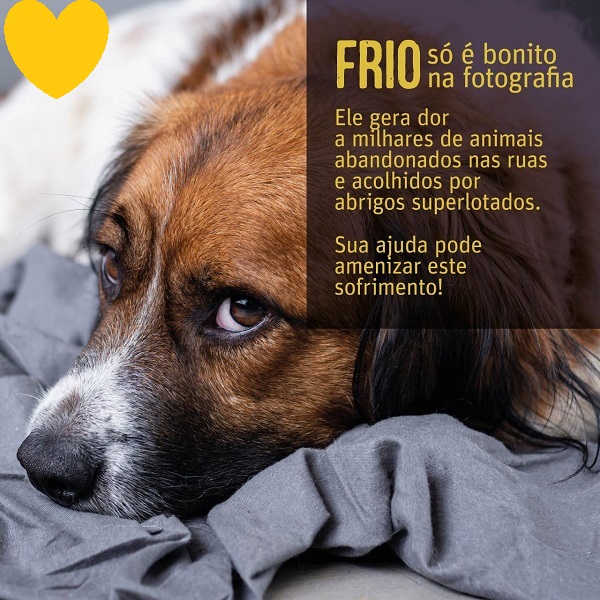 FRIO só é bonito
na fotografia
Ele gera dor
a milhares de animais
abandonados nas ruas
e acolhidos por
abrigos superlotados.
Sua ajuda pode
amenizar este
sofrimento!